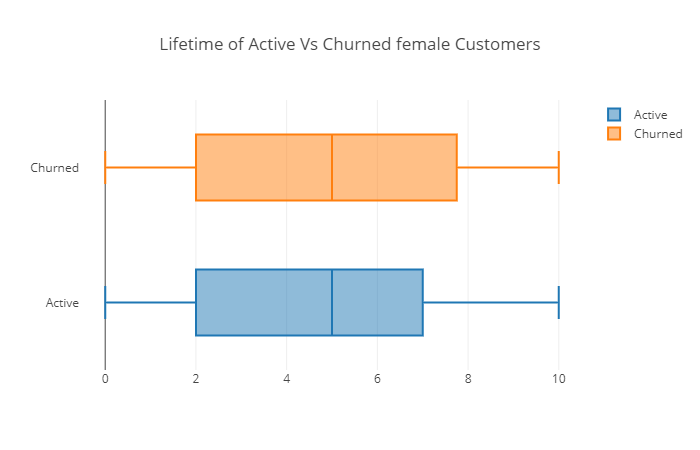 Lifetime of Active Vs Churned female Customers
Active
Churned
Churned
Active
0 2 4 6 8 10